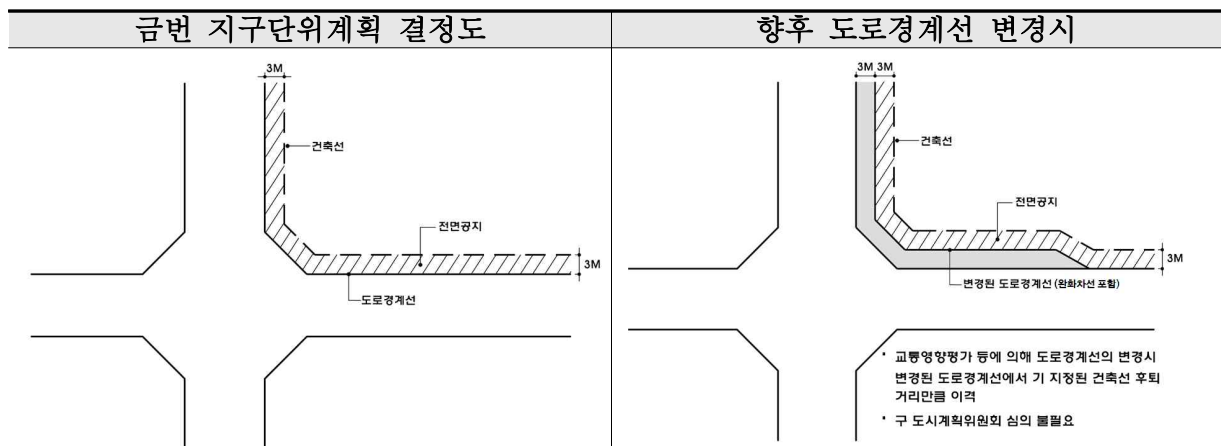 금번 지구단위계획 결정도
향후 도로경계선 변경시
3M
건축선
전면공지
3M
도로경계선
3M 3M
건축선
전면공지
3M
변경된 도로경계선 (완화차선 포함)
• 교통영향평가 등에 의해 도로경계선의 변경시
변경된 도로경계선에서 기 지정된 건축선 후퇴
거리만큼 이격
• 구 도시계획위원회 심의 불필요